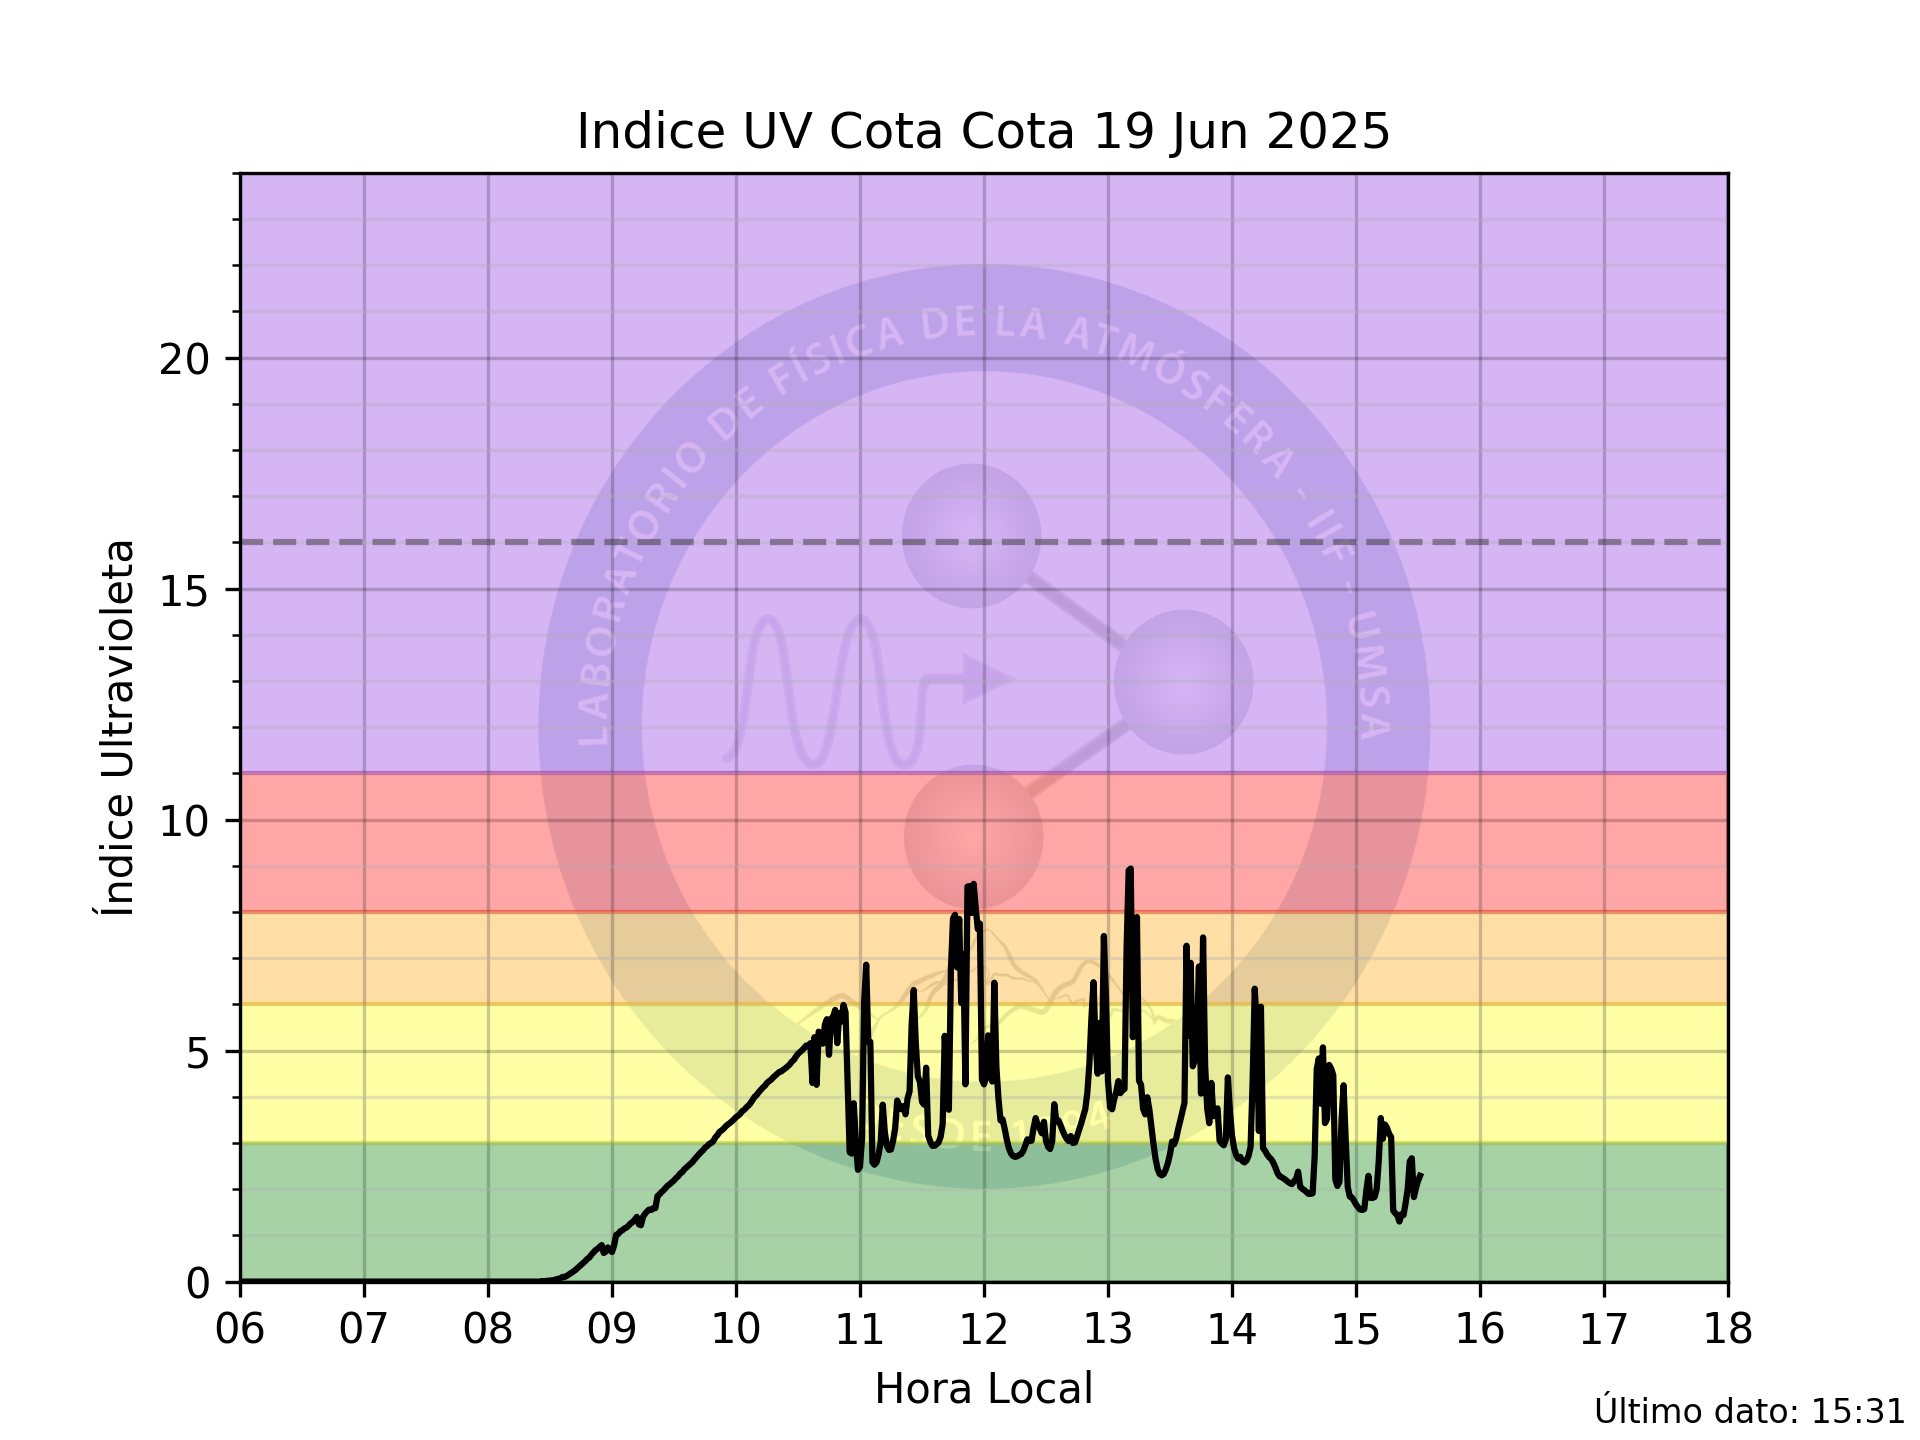 Indice UV Cota Cota 19 Jun 2025
LABORATORIO DE FÍSICA DE LA ATMÓSFERA - IIF - UMSA
Índice Ultravioleta
20
15
10
5
0
06 07 08 09 10 11 12 13 14 15 16 17 18
Hora Local
Último dato: 15:31